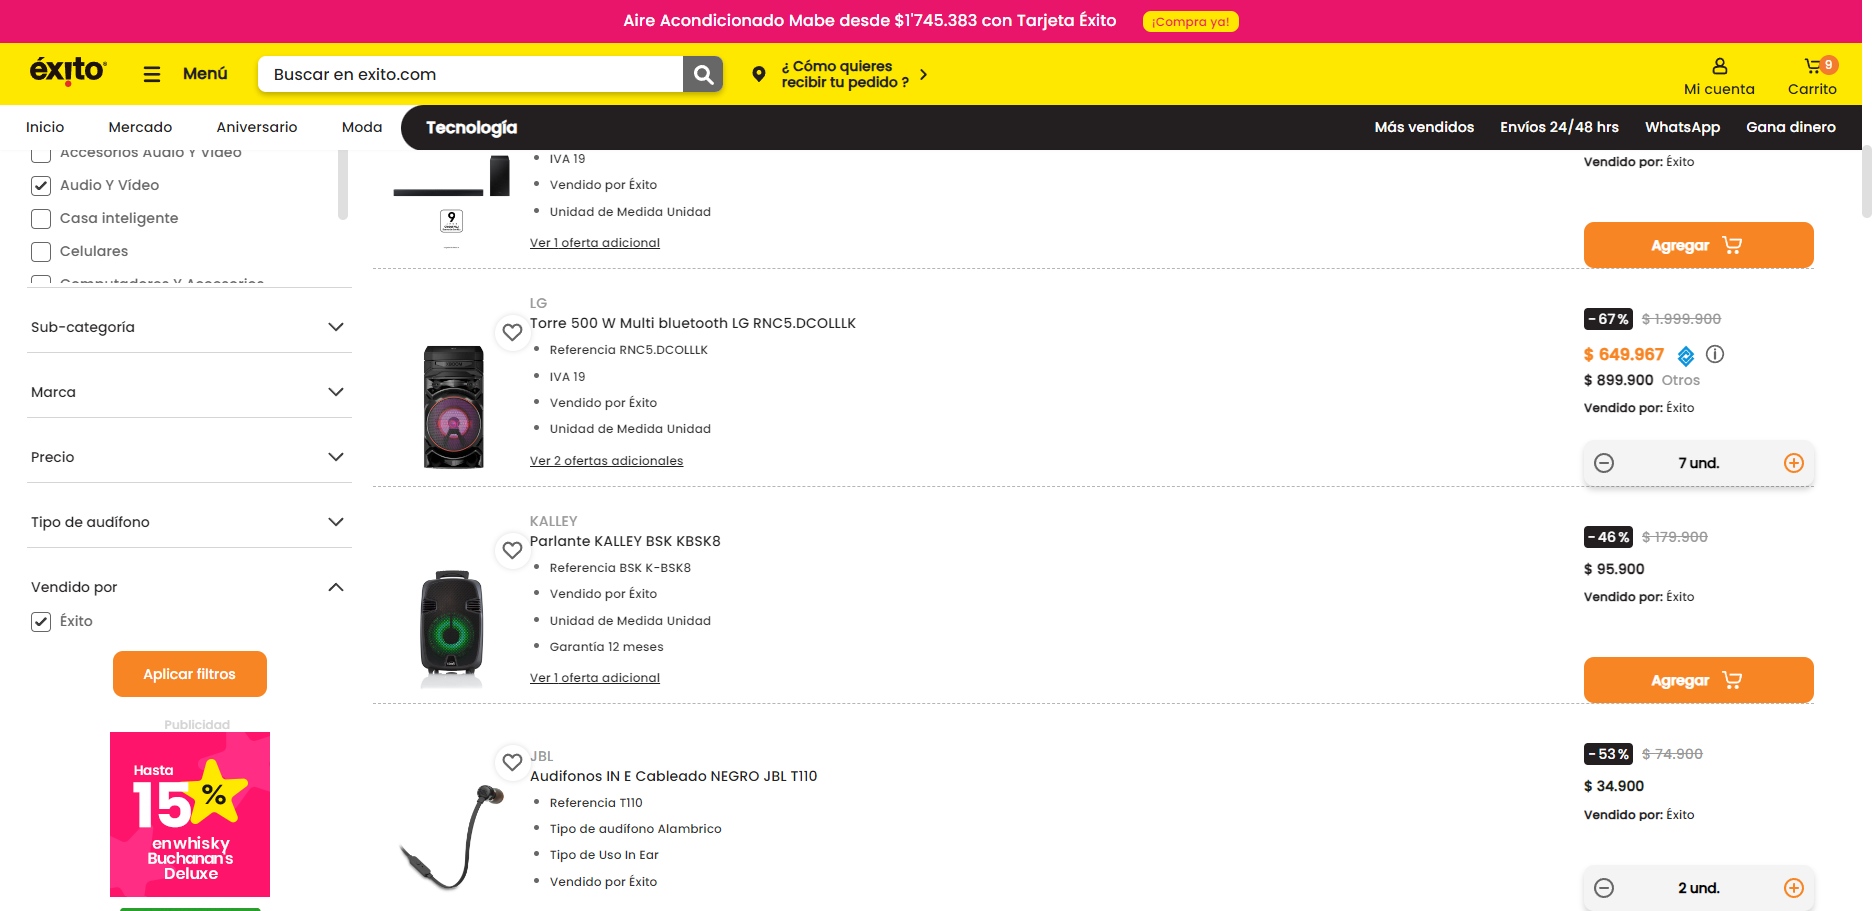 Aire Acondicionado Mabe desde $1'745.383 con Tarjeta Éxito
¡Compra ya!
éxito
Menú
Buscar en exito.com
¿ Cómo quieres
recibir tu pedido ?
Mi cuenta
9
Carrito
Inicio
Mercado
Aniversario
Moda
Tecnología
Más vendidos
Envíos 24/48 hrs
WhatsApp
Gana dinero
Accesorios Audio Y Video
Audio Y Vídeo
Casa inteligente
Celulares
Computadores Y Accesorios
Sub-categoría
Marca
Precio
Tipo de audífono
Vendido por
Éxito
Aplicar filtros
Publicidad
Hasta
15%
en whisky
Buchanan's
Deluxe
9
IVA 19
Vendido por Éxito
Unidad de Medida Unidad
Ver 1 oferta adicional
Vendido por: Éxito
Agregar
LG
Torre 500 W Multi bluetooth LG RNC5.DCOLLLK
Referencia RNC5.DCOLLLK
IVA 19
Vendido por Éxito
Unidad de Medida Unidad
Ver 2 ofertas adicionales
-67% $ 1.999.900
$ 649.967
$ 899.900 Otros
Vendido por: Éxito
7 und.
KALLEY
Parlante KALLEY BSK KBSK8
Referencia BSK K-BSK8
Vendido por Éxito
Unidad de Medida Unidad
Garantía 12 meses
Ver 1 oferta adicional
-46% $ 179.900
$ 95.900
Vendido por: Éxito
Agregar
JBL
Audifonos IN E Cableado NEGRO JBL T110
Referencia T110
Tipo de audífono Alambrico
Tipo de Uso In Ear
Vendido por Éxito
-53% $ 74.900
$ 34.900
Vendido por: Éxito
2 und.